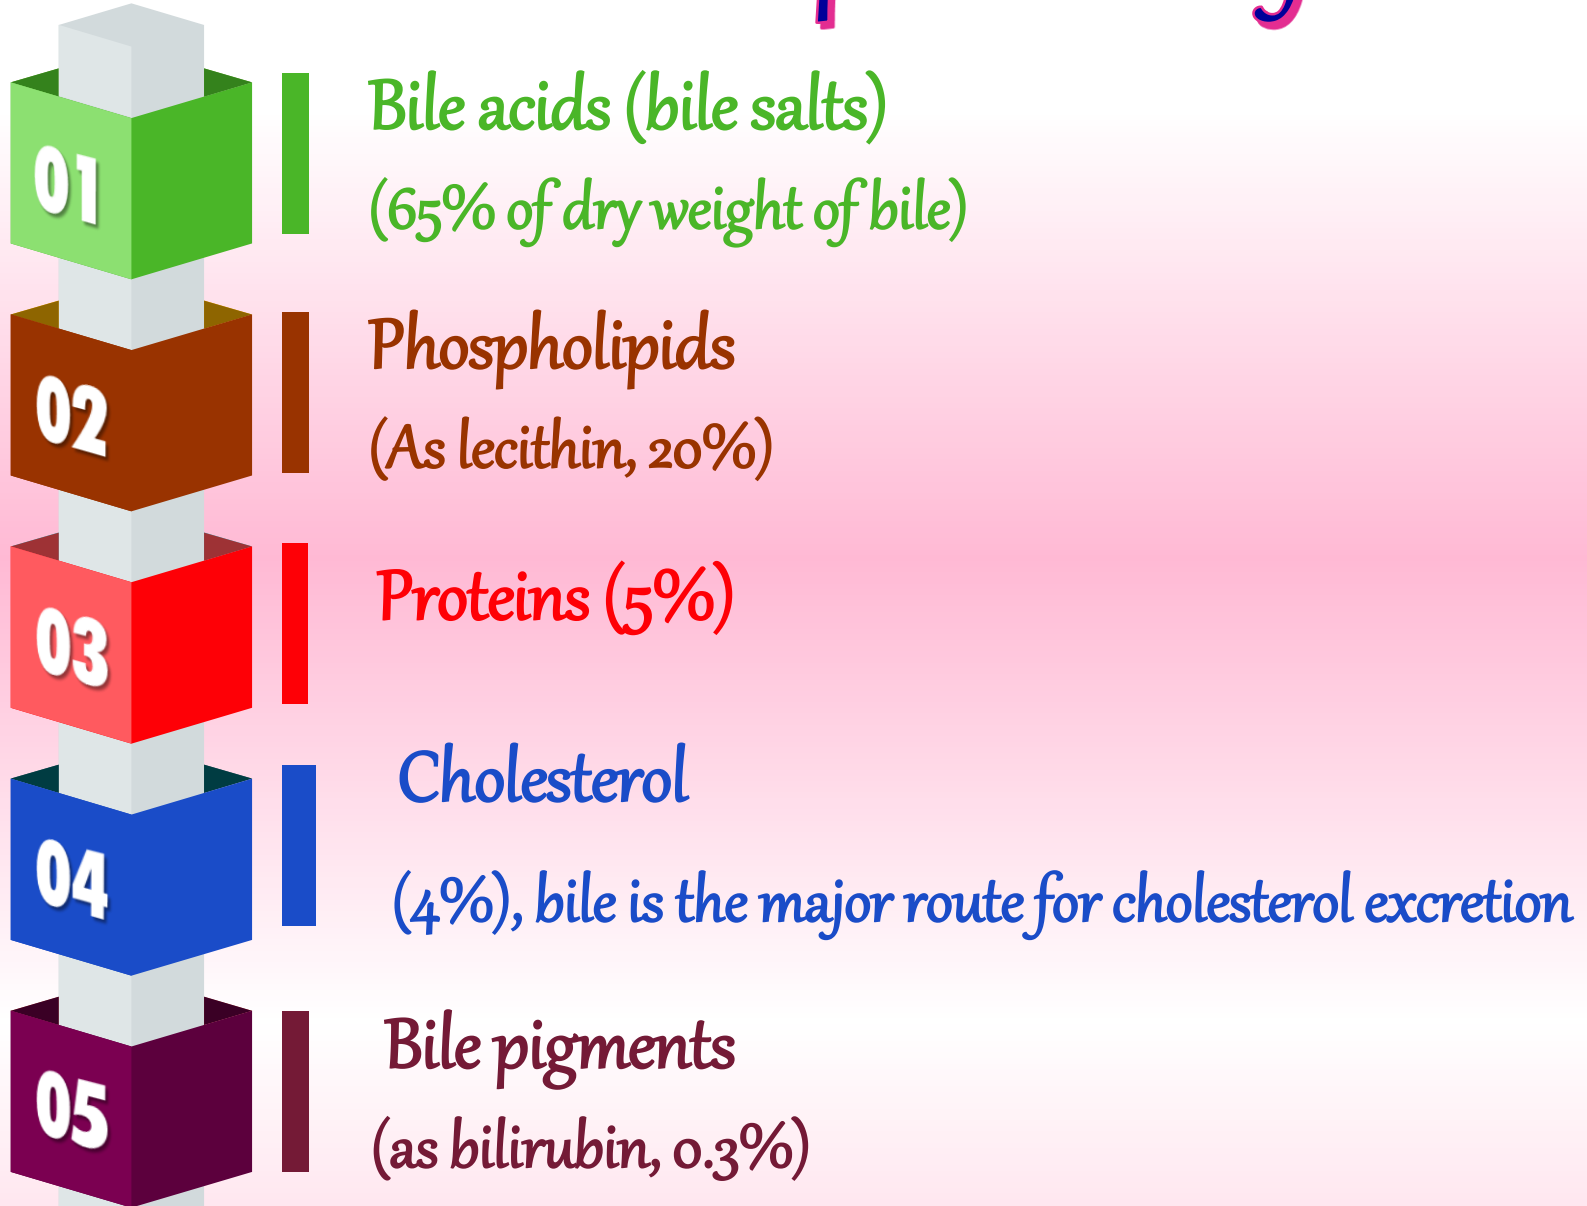 01
Bile acids (bile salts)
(65% of dry weight of bile)
02
Phospholipids
(As lecithin, 20%)
03
Proteins (5%)
04
Cholesterol
(4%), bile is the major route for cholesterol excretion
05
Bile pigments
(as bilirubin, 0.3%)